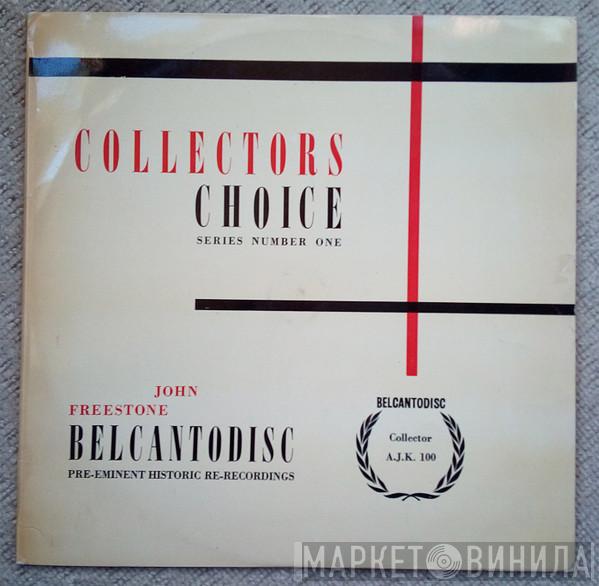 COLLECTORS
CHOICE
SERIES NUMBER ONE
JOHN
FREESTONE
BELCANTODISC
PRE-EMINENT HISTORIC RE-RECORDINGS
BELCANTODISC
Collector
A.J.K. 100
МАРКЕТ ВИНИЛА